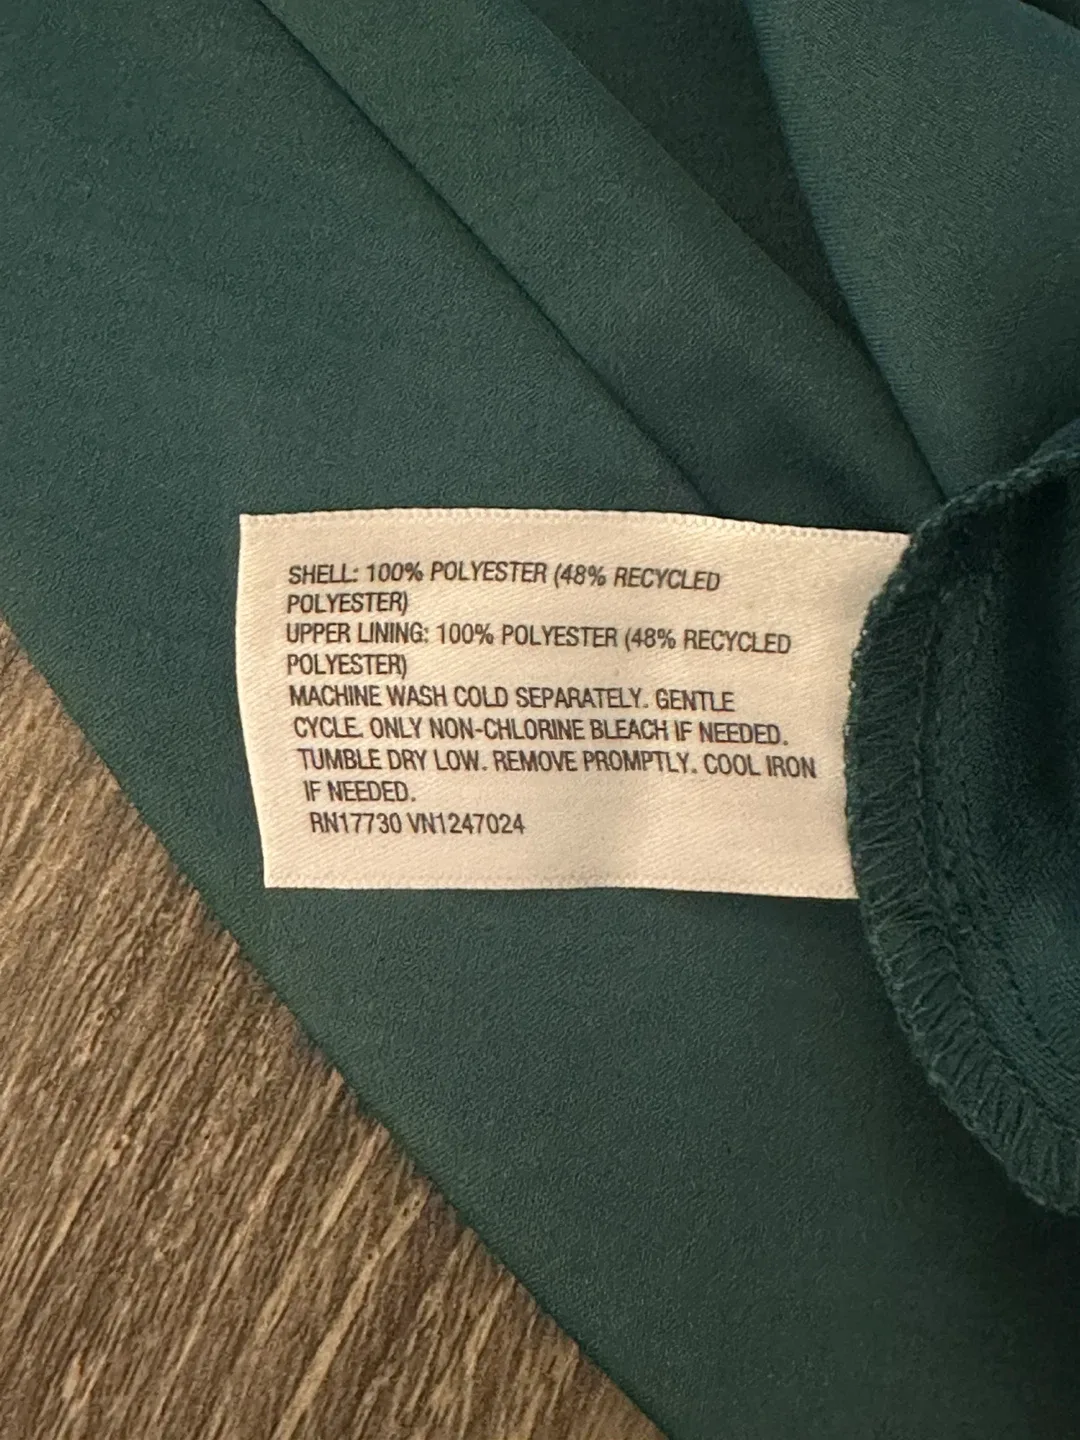 SHELL: 100% POLYESTER (48% RECYCLED
POLYESTER)
UPPER LINING: 100% POLYESTER (48% RECYCLED
POLYESTER)
MACHINE WASH COLD SEPARATELY. GENTLE
CYCLE. ONLY NON-CHLORINE BLEACH IF NEEDED.
TUMBLE DRY LOW. REMOVE PROMPTLY. COOL IRON
IF NEEDED.
RN17730 VN1247024